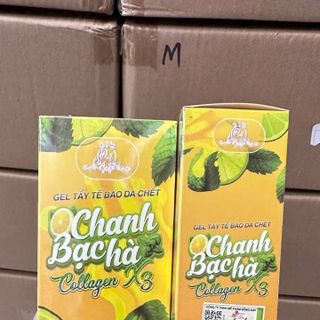 M
GEL TẨY TẾ BÀO DA CHẾT
Chanh
Bạc hà
Collagen X3
GEL TẨY TẾ BÀO DA CHẾT
Chanh
Bạc hà
Collagen X3